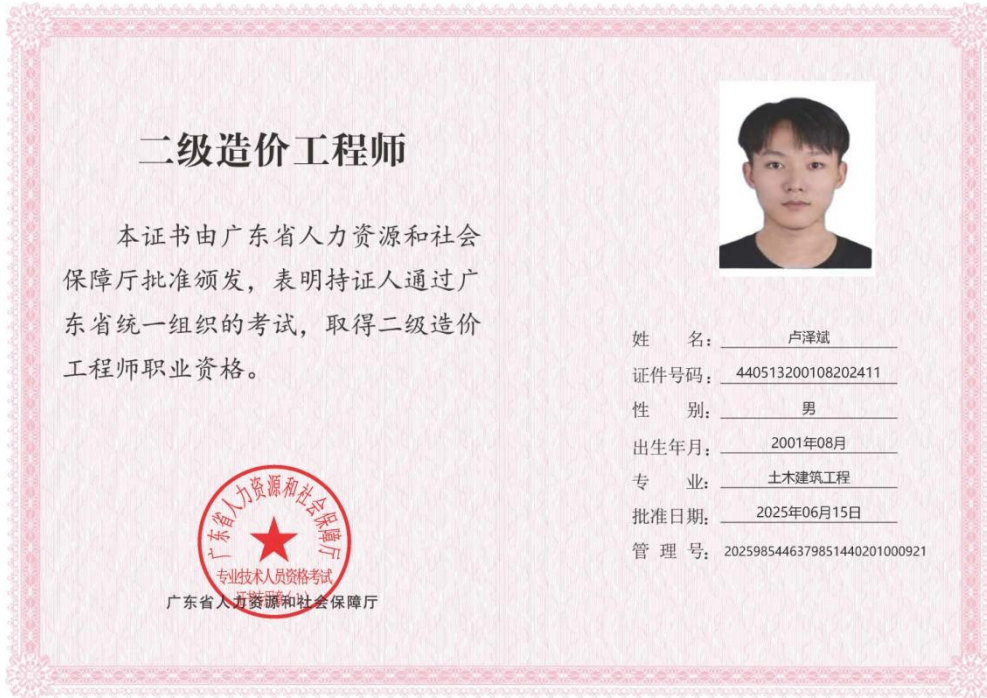 二级造价工程师
本证书由广东省人力资源和社会
保障厅批准颁发，表明持证人通过广
东省统一组织的考试，取得二级造价
工程师职业资格。
广东省人力资源和社会保障厅
专业技术人员资格考试
广东省人力资源和社会保障厅
姓 名：卢泽斌
证件号码：440513200108202411
性 别：男
出生年月：2001年08月
专 业：土木建筑工程
批准日期：2025年06月15日
管 理 号：2025985446379851440201000921